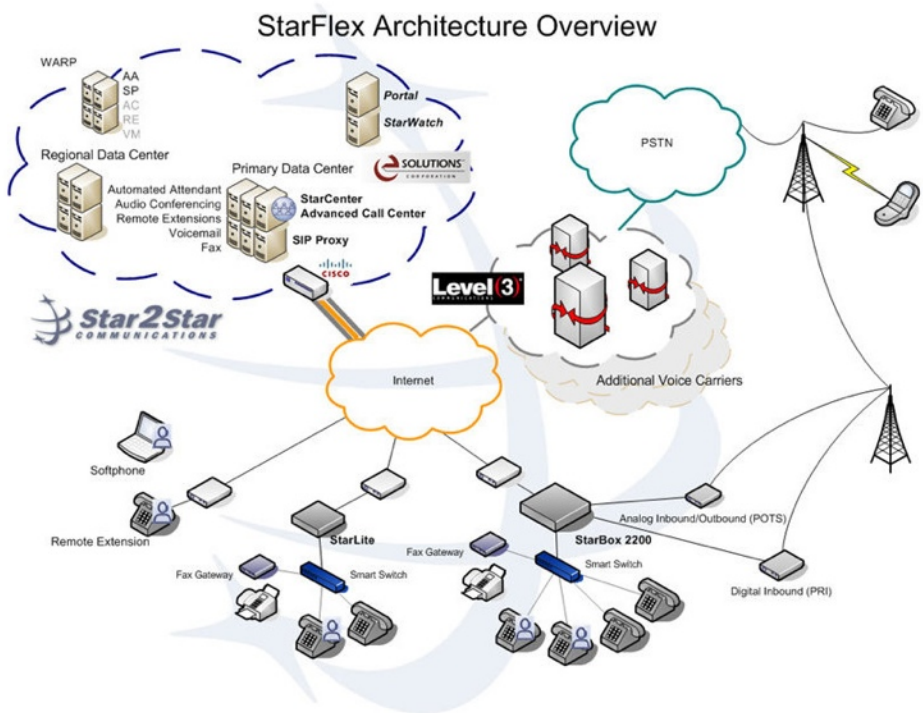 StarFlex Architecture Overview
WARP
AA
SP
AC
RE
VM
Portal
StarWatch
Regional Data Center
Primary Data Center
e SOLUTIONS
CORPORATION
Automated Attendant
Audio Conferencing
Remote Extensions
Voicemail
Fax
StarCenter
Advanced Call Center
SIP Proxy
CISCO
PSTN
Level(3)
COMMUNICATIONS
Star2Star
COMMUNICATIONS
Internet
Additional Voice Carriers
Softphone
Remote Extension
StarLite
Fax Gateway
Smart Switch
StarBox 2200
Fax Gateway
Smart Switch
Analog Inbound/Outbound (POTS)
Digital Inbound (PRI)